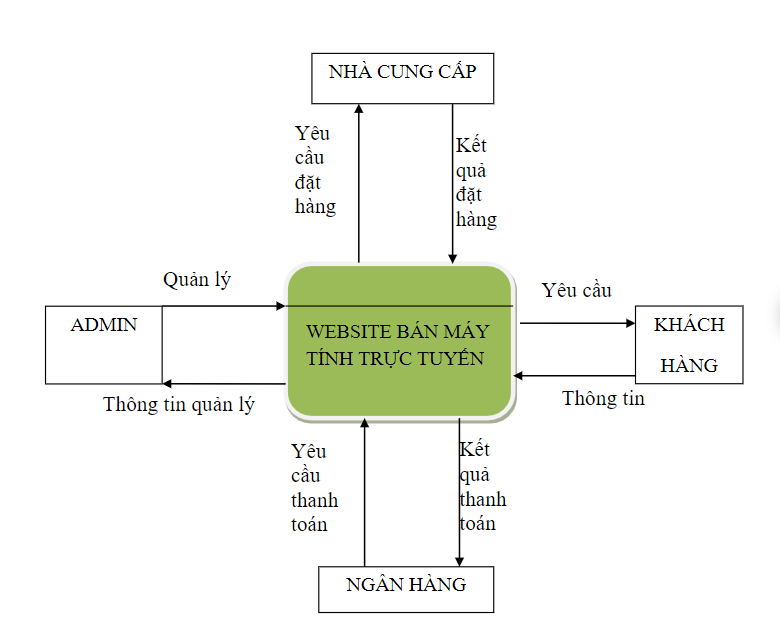 NHÀ CUNG CẤP
Yêu
cầu
đặt
hàng
Kết
quả
đặt
hàng
Quản lý
Yêu cầu
ADMIN
WEBSITE BÁN MÁY
TÍNH TRỰC TUYẾN
KHÁCH
HÀNG
Thông tin quản lý
Thông tin
Yêu
cầu
thanh
toán
Kết
quả
thanh
toán
NGÂN HÀNG